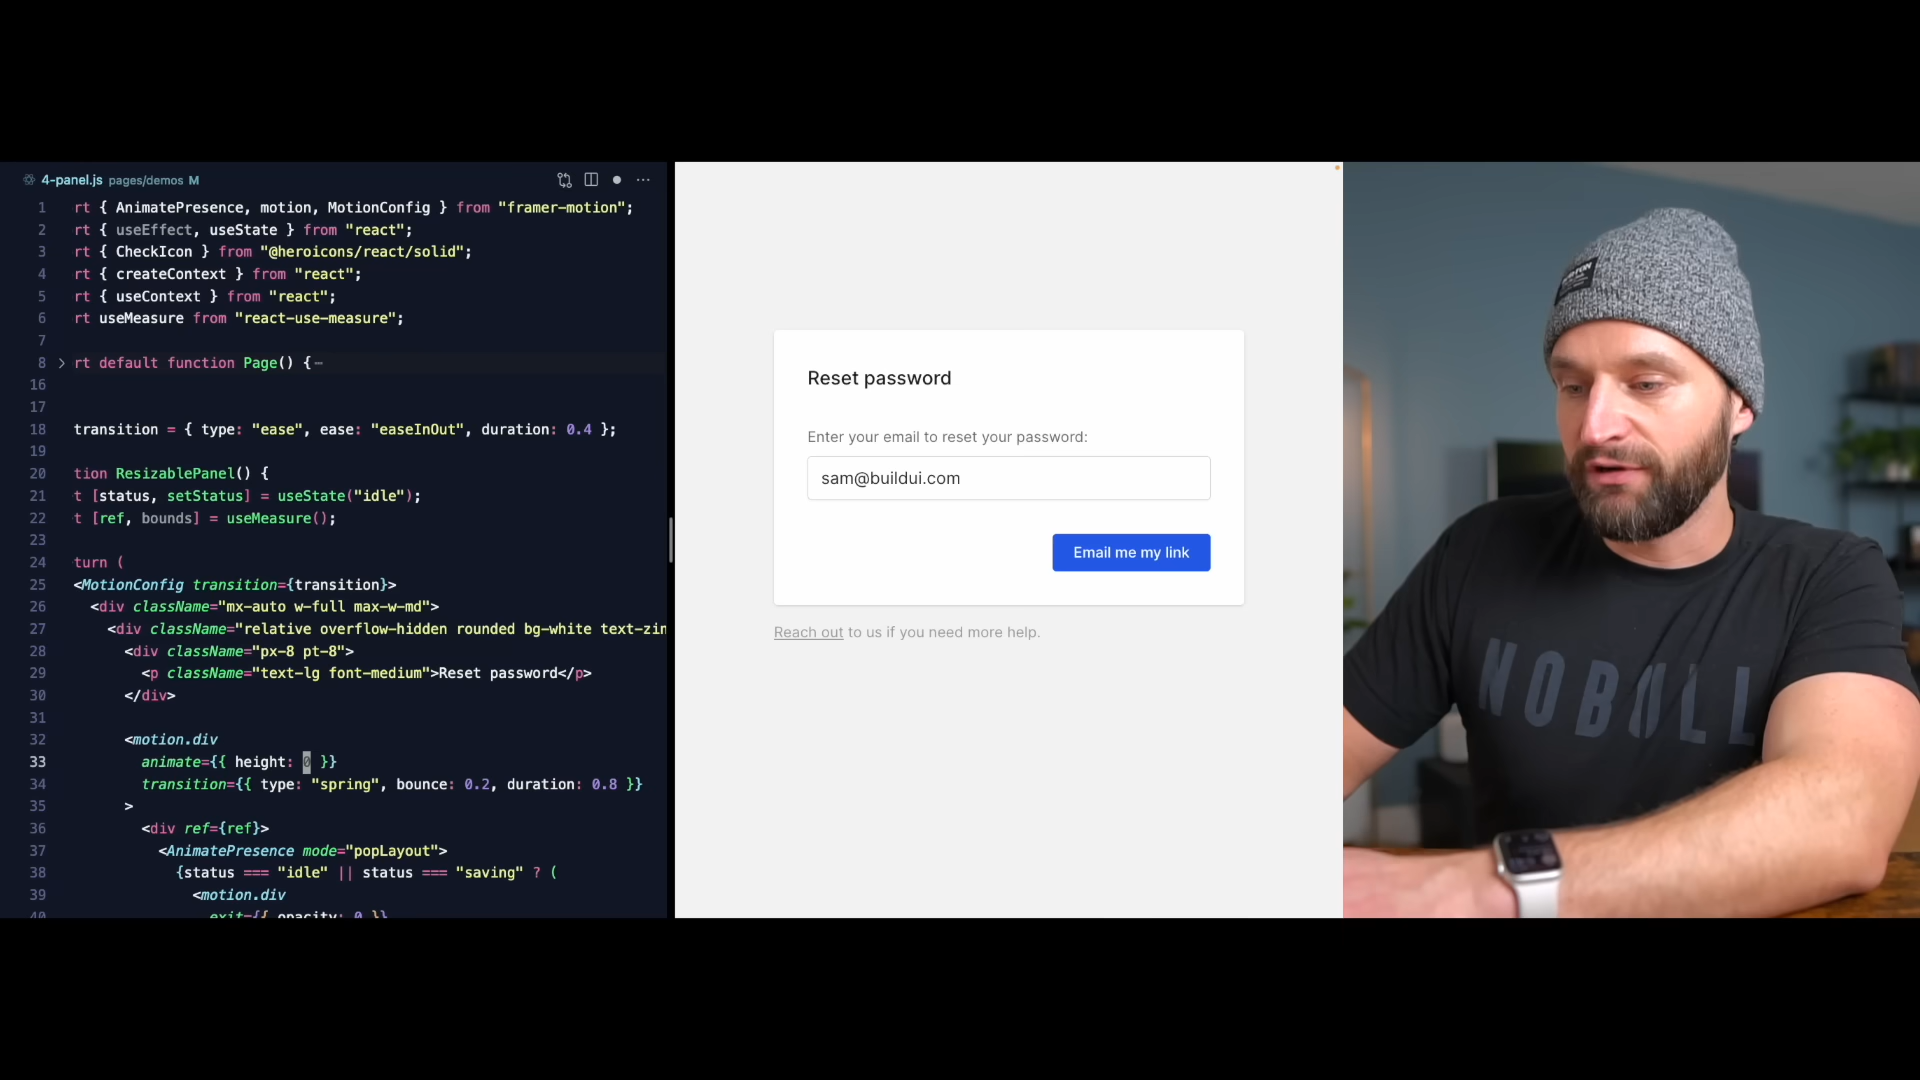 4-panel.js pages/demos M
1 rt { AnimatePresence, motion, MotionConfig } from "framer-motion";
2 rt { useEffect, useState } from "react";
3 rt { CheckIcon } from "@heroicons/react/solid";
4 rt { createContext } from "react";
5 rt { useContext } from "react";
6 rt useMeasure from "react-use-measure";
7
8 rt default function Page() {
16
17
18 transition = { type: "ease", ease: "easeInOut", duration: 0.4 };
19
20 tion ResizablePanel() {
21 t [status, setStatus] = useState("idle");
22 t [ref, bounds] = useMeasure();
23
24 turn (
25 <MotionConfig transition={transition}>
26 <div className="mx-auto w-full max-w-md">
27 <div className="relative overflow-hidden rounded bg-white text-zin
28 <div className="px-8 pt-8">
29 <p className="text-lg font-medium">Reset password</p>
30 </div>
31
32 <motion.div
33 animate={{ height: 0 }}
34 transition={{ type: "spring", bounce: 0.2, duration: 0.8 }}
35 >
36 <div ref={ref}>
37 <AnimatePresence mode="popLayout">
38 {status === "idle" || status === "saving" ? (
39 <motion.div
40 exit={{ opacity: 0 }}
Reset password
Enter your email to reset your password:
sam@buildui.com
Email me my link
Reach out to us if you need more help.
NOBULL